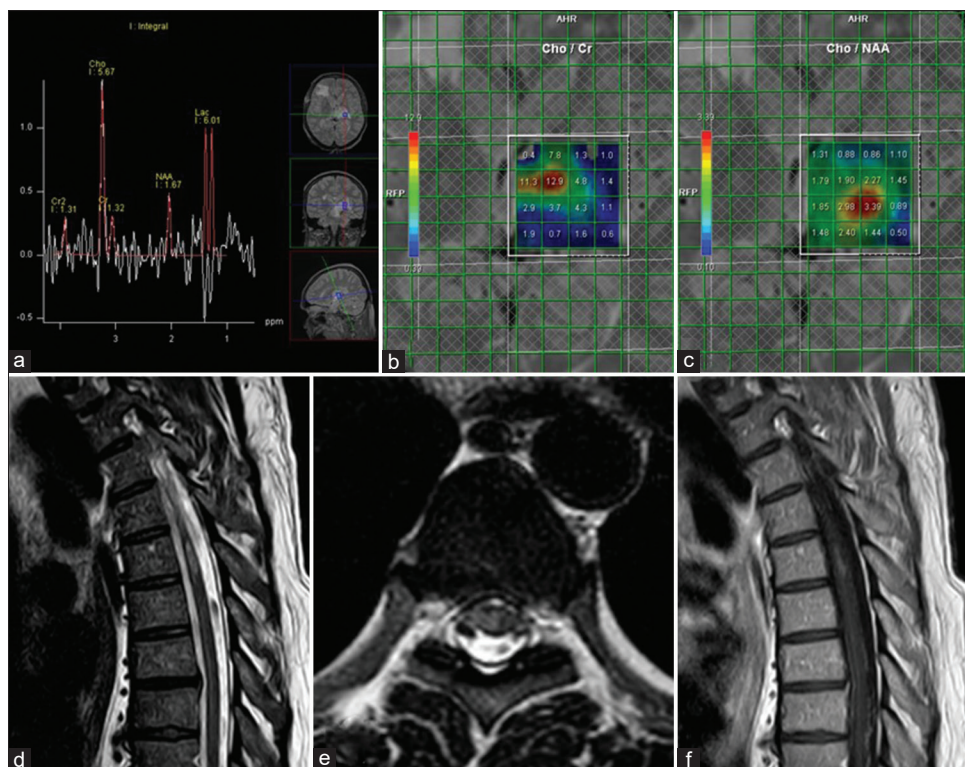 I : Integral
Cho
I : 5.67
Lac
I : 6.01
NAA
I : 1.67
Cr2
I : 1.31
Cr
I : 1.32
1.0
0.5
0.0
-0.5
3
2
1
ppm
a
AHR
Cho / Cr
12.9
RFP
0.39
0.4 7.8 1.3 1.0
11.3 12.9 4.8 1.4
2.9 3.7 4.3 1.1
1.9 0.7 1.6 0.6
b
AHR
Cho / NAA
3.39
RFP
0.10
1.31 0.88 0.86 1.10
1.79 1.90 2.27 1.45
1.85 2.98 3.39 0.89
1.48 2.40 1.44 0.50
c
d
e
f